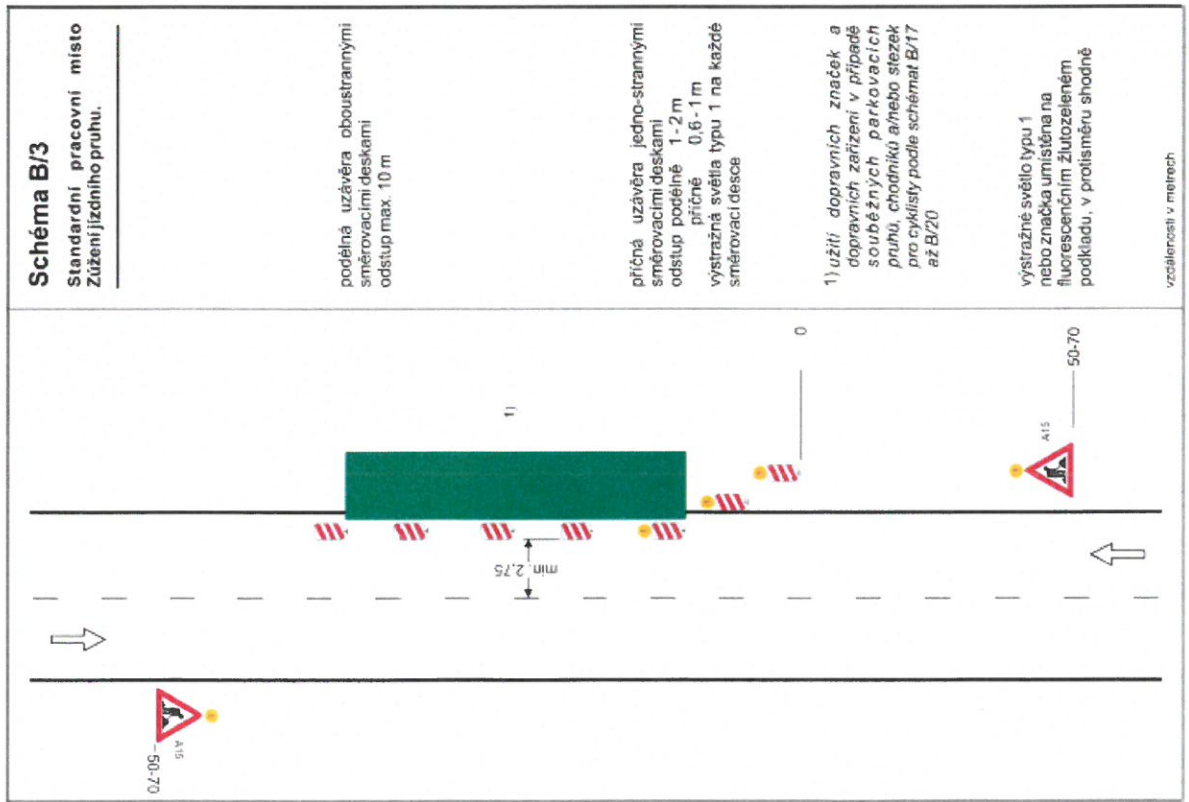 Schéma B/3
Standardní pracovní místo
Zúžení jízdního pruhu.
podélná uzávěra oboustrannými
směrovacími deskami
odstup max. 10 m
příčná uzávěra jedno-strannými
směrovacími deskami
odstup podélně 1 - 2 m
příčně 0,6 - 1 m
výstražná světla typu 1 na každé
směrovací desce
1) užití dopravních značek a
dopravních zařízení v případě
souběžných parkovacích
pruhů, chodníků a/nebo stezek
pro cyklisty podle schémat B/17
až B/20
výstražné světlo typu 1
nebo značka umístěna na
fluorescenčním žlutozeleném
podkladu, v protisměru shodně
vzdálenosti v metrech
1)
0
50-70
A15
min. 2,75
A15
50-70